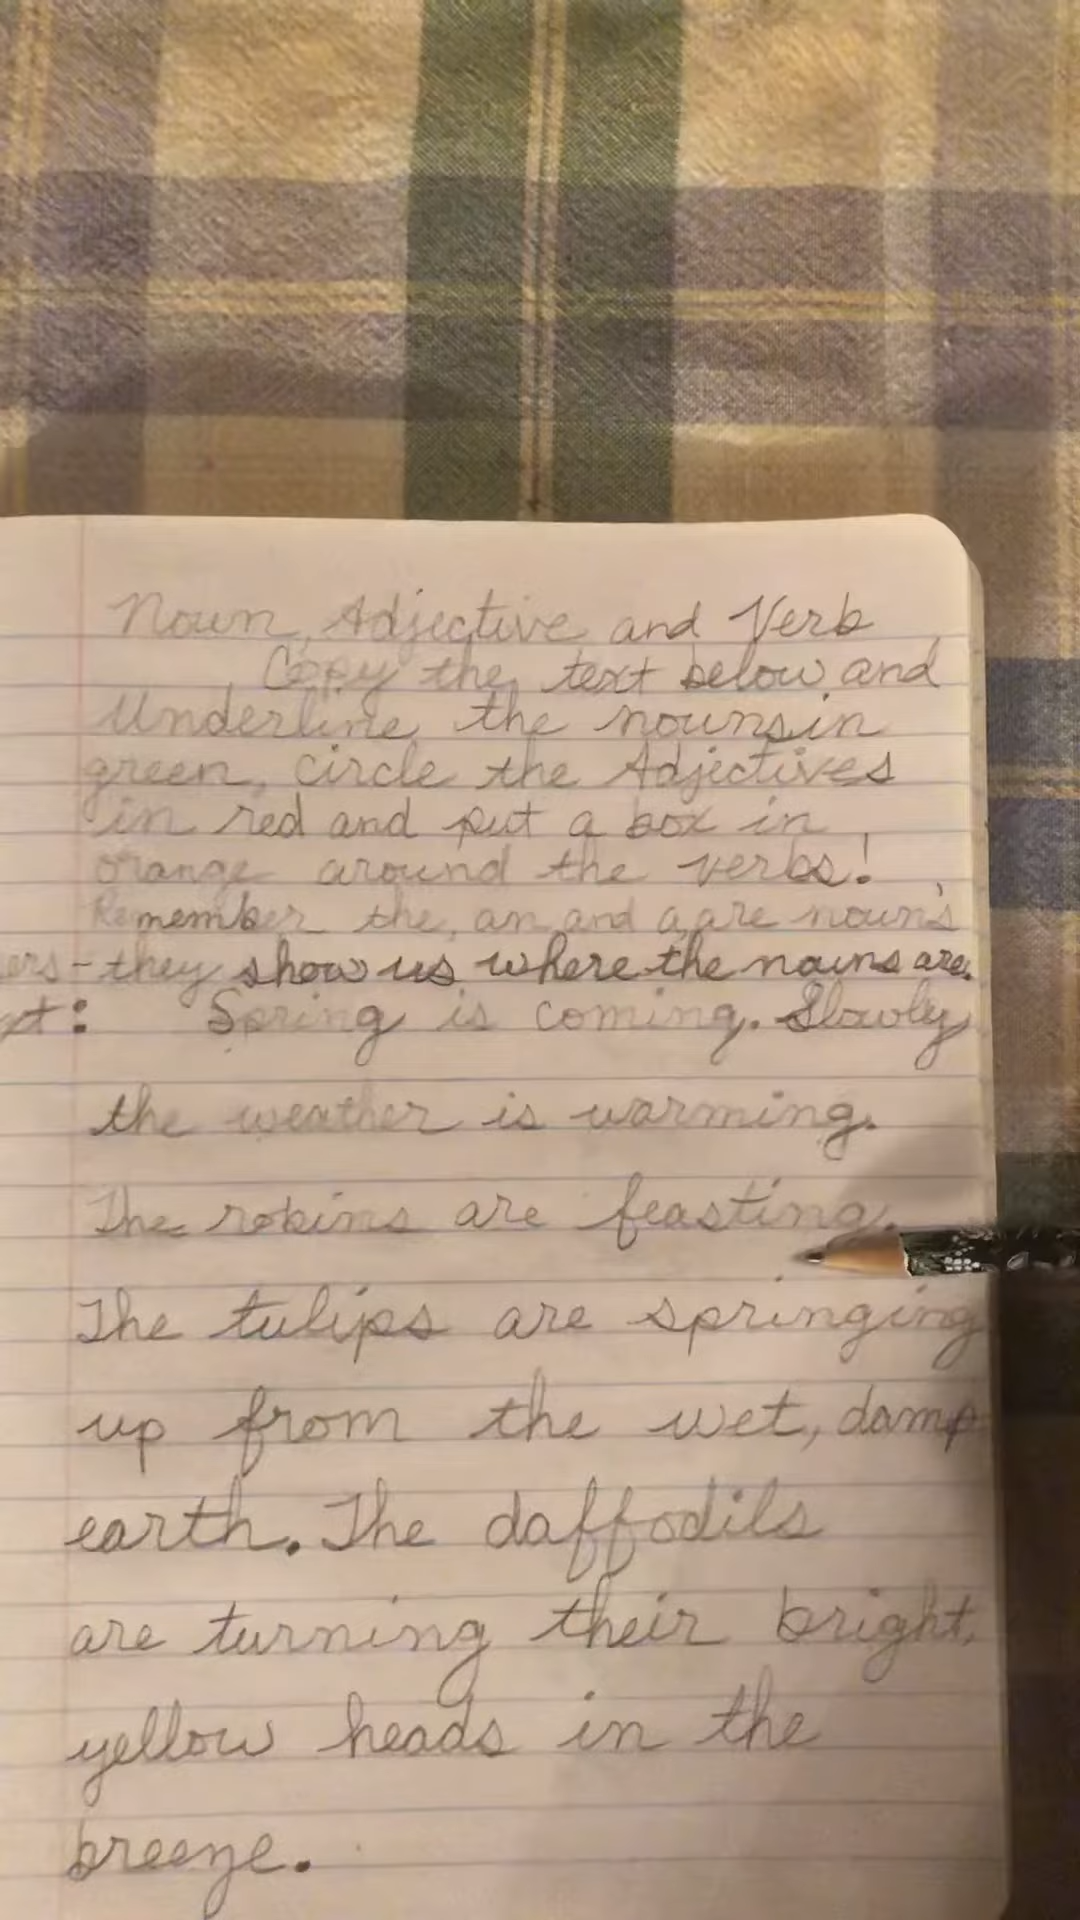 Noun, Adjective and Verb
Copy the text below and
Underline the nouns in
green, circle the Adjectives
in red and put a box in
orange around the verbs!
Remember the, an, and a, are noun's
ers - they show us where the nouns are.
xt: Spring is coming. Slowly
the weather is warming.
The robins are feasting.
The tulips are springing
up from the wet, damp
earth. The daffodils
are turning their bright,
yellow heads in the
breeze.